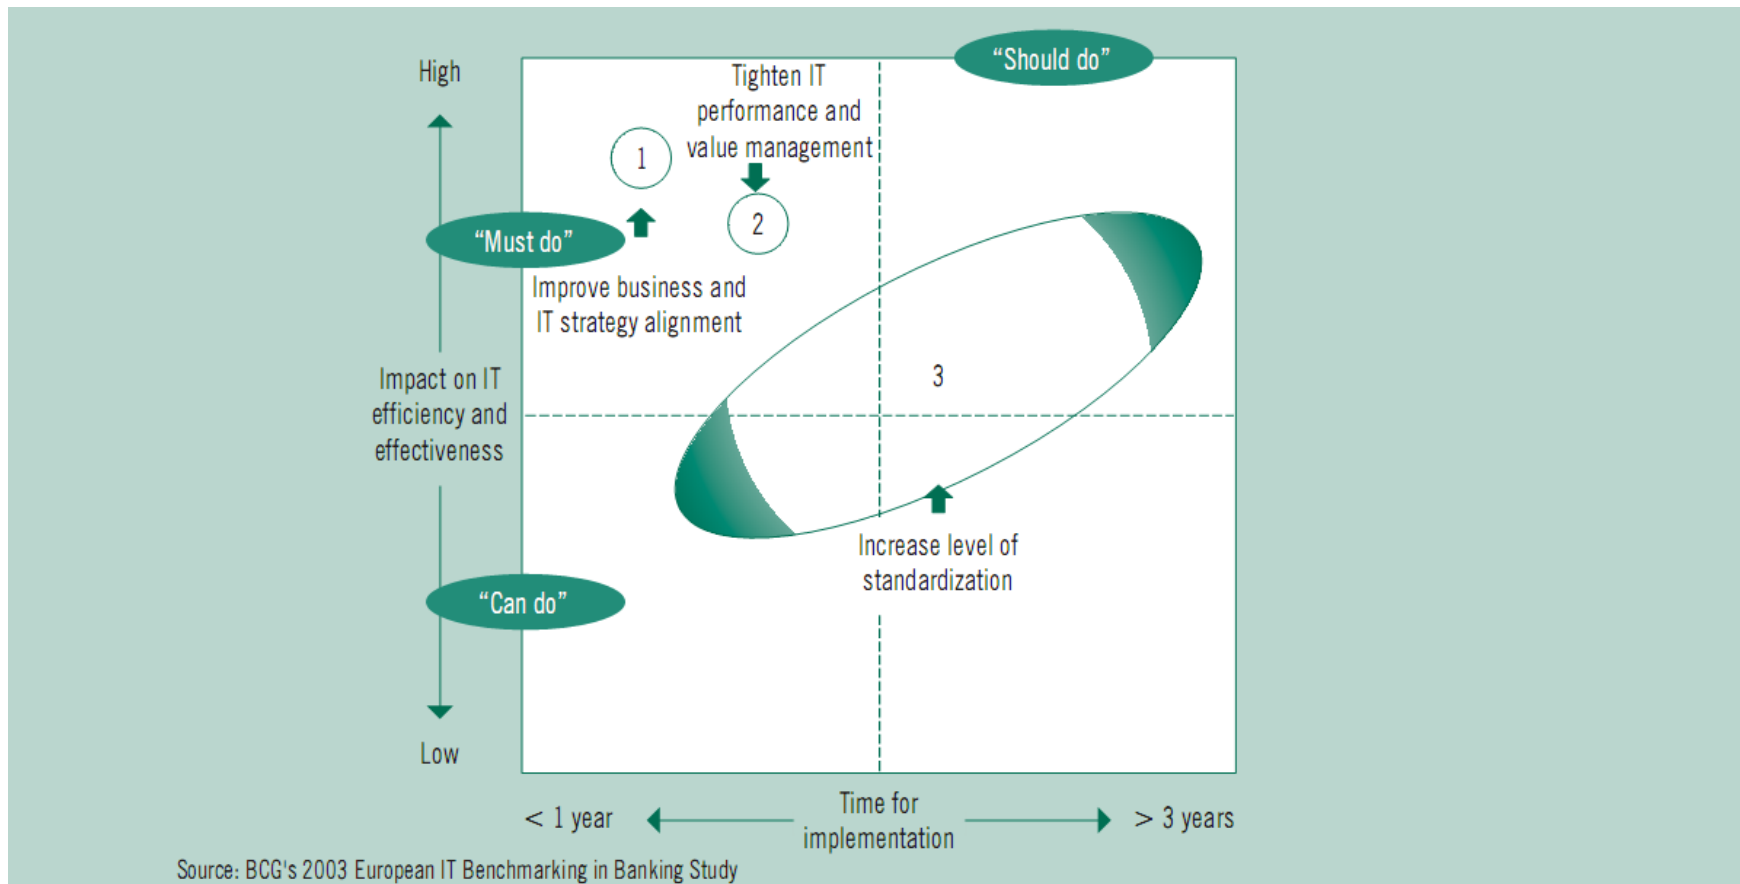 “Should do”
High
Tighten IT
performance and
value management
1
2
“Must do”
Improve business and
IT strategy alignment
Impact on IT
efficiency and
effectiveness
3
Increase level of
standardization
“Can do”
Low
< 1 year
Time for
implementation
> 3 years
Source: BCG's 2003 European IT Benchmarking in Banking Study